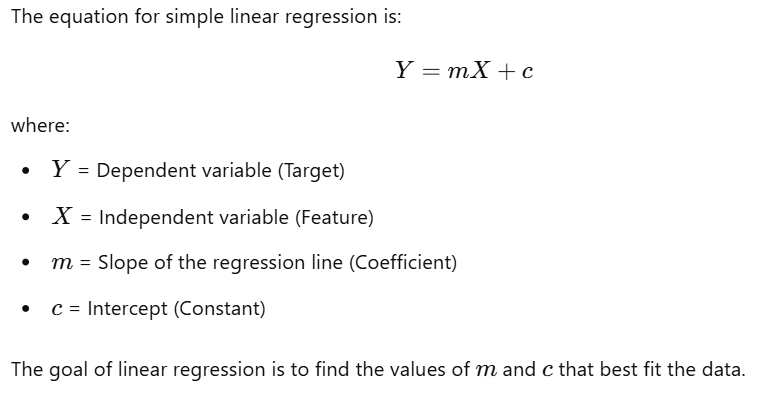 The equation for simple linear regression is:
Y = mX + c
where:
• Y = Dependent variable (Target)
• X = Independent variable (Feature)
• m = Slope of the regression line (Coefficient)
• c = Intercept (Constant)
The goal of linear regression is to find the values of m and c that best fit the data.